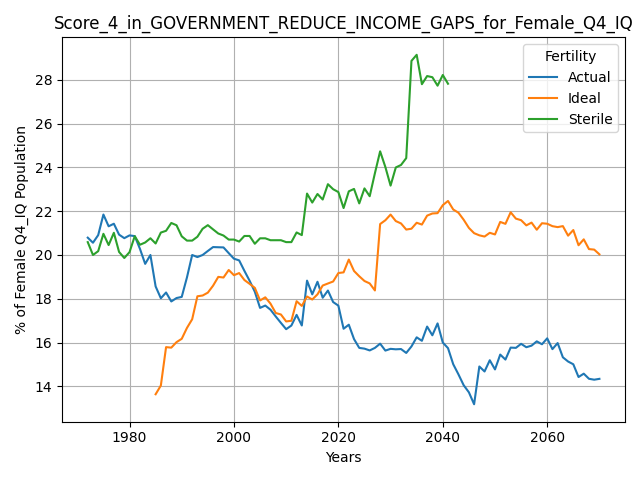 Score_4_in_GOVERNMENT_REDUCE_INCOME_GAPS_for_Female_Q4_IQ
Fertility
Actual
Ideal
Sterile
% of Female Q4_IQ Population
28
26
24
22
20
18
16
14
1980
2000
2020
2040
2060
Years